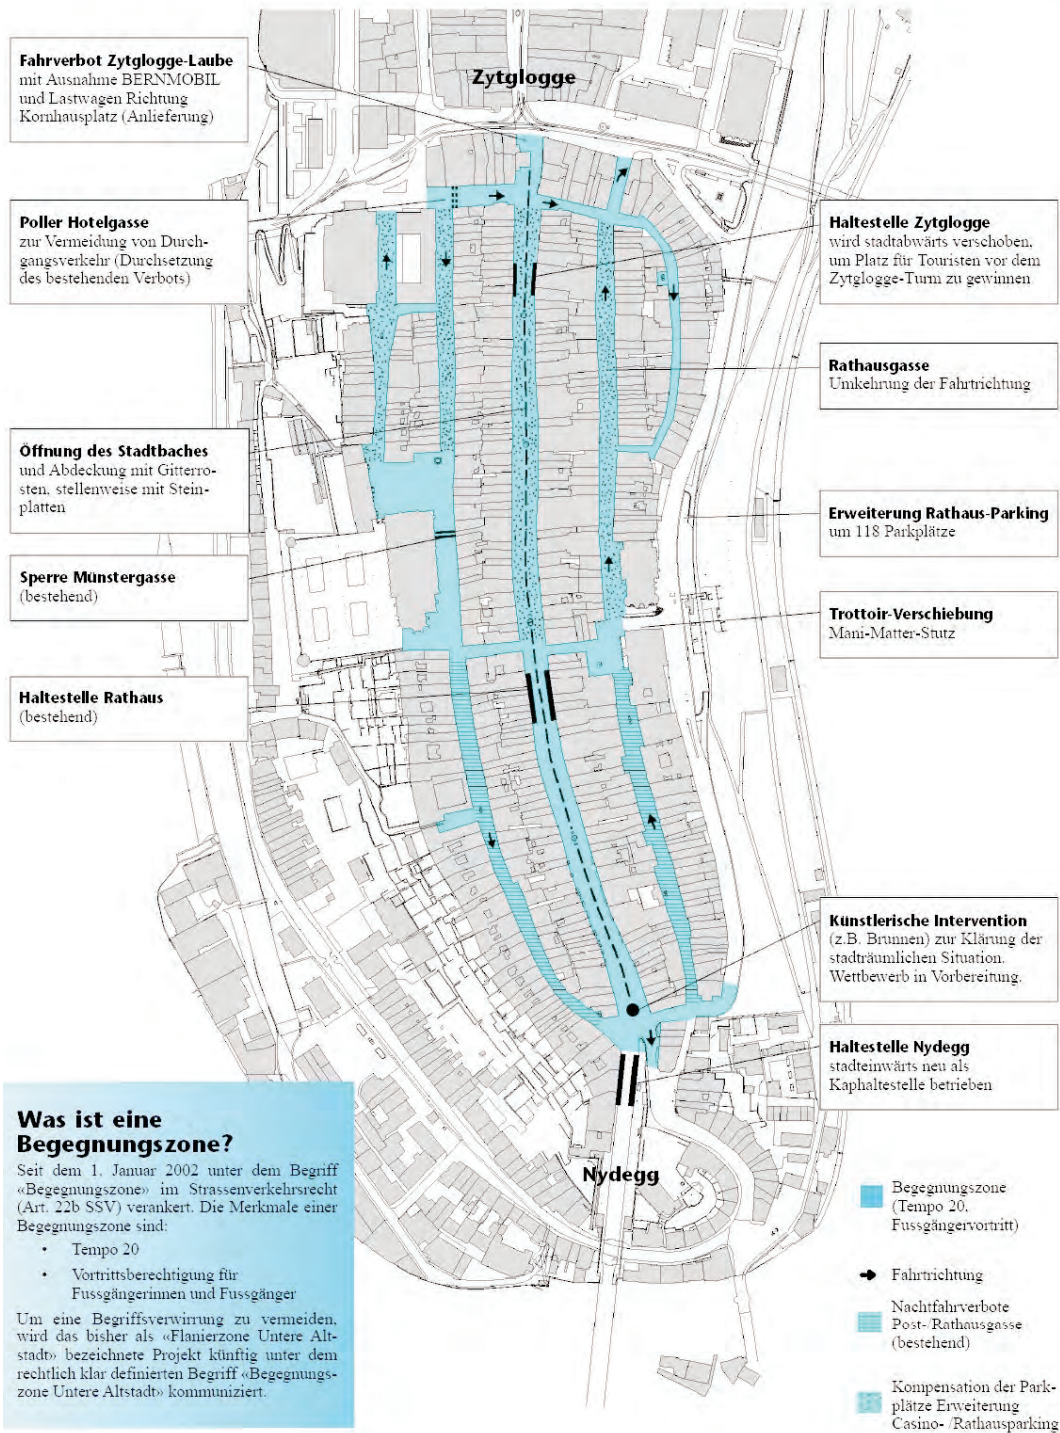 Zytglogge
Fahrverbot Zytglogge-Laube
mit Ausnahme BERNMOBIL
und Lastwagen Richtung
Kornhausplatz (Anlieferung)
Poller Hotelgasse
zur Vermeidung von Durch-
gangsverkehr (Durchsetzung
des bestehenden Verbots)
Öffnung des Stadtbaches
und Abdeckung mit Gitterro-
sten, stellenweise mit Stein-
platten
Sperre Münstergasse
(bestehend)
Haltestelle Rathaus
(bestehend)
Haltestelle Zytglogge
wird stadtabwärts verschoben,
um Platz für Touristen vor dem
Zytglogge-Turm zu gewinnen
Rathausgasse
Umkehrung der Fahrtrichtung
Erweiterung Rathaus-Parking
um 118 Parkplätze
Trottoir-Verschiebung
Mani-Matter-Stutz
Künstlerische Intervention
(z.B. Brunnen) zur Klärung der
stadträumlichen Situation.
Wettbewerb in Vorbereitung.
Haltestelle Nydegg
stadteinwärts neu als
Kaphaltestelle betrieben
Nydegg
Was ist eine
Begegnungszone?
Seit dem 1. Januar 2002 unter dem Begriff
«Begegnungszone» im Strassenverkehrsrecht
(Art. 22b SSV) verankert. Die Merkmale einer
Begegnungszone sind:
• Tempo 20
• Vortrittsberechtigung für
Fussgängerinnen und Fussgänger
Um eine Begriffsverwirrung zu vermeiden,
wird das bisher als «Flanierzone Untere Alt-
stadt» bezeichnete Projekt künftig unter dem
rechtlich klar definierten Begriff «Begegnungs-
zone Untere Altstadt» kommuniziert.
Begegnungszone
(Tempo 20,
Fussgängervortritt)
Fahrtrichtung
Nachtfahrverbote
Post-/Rathausgasse
(bestehend)
Kompensation der Park-
plätze Erweiterung
Casino- /Rathausparking